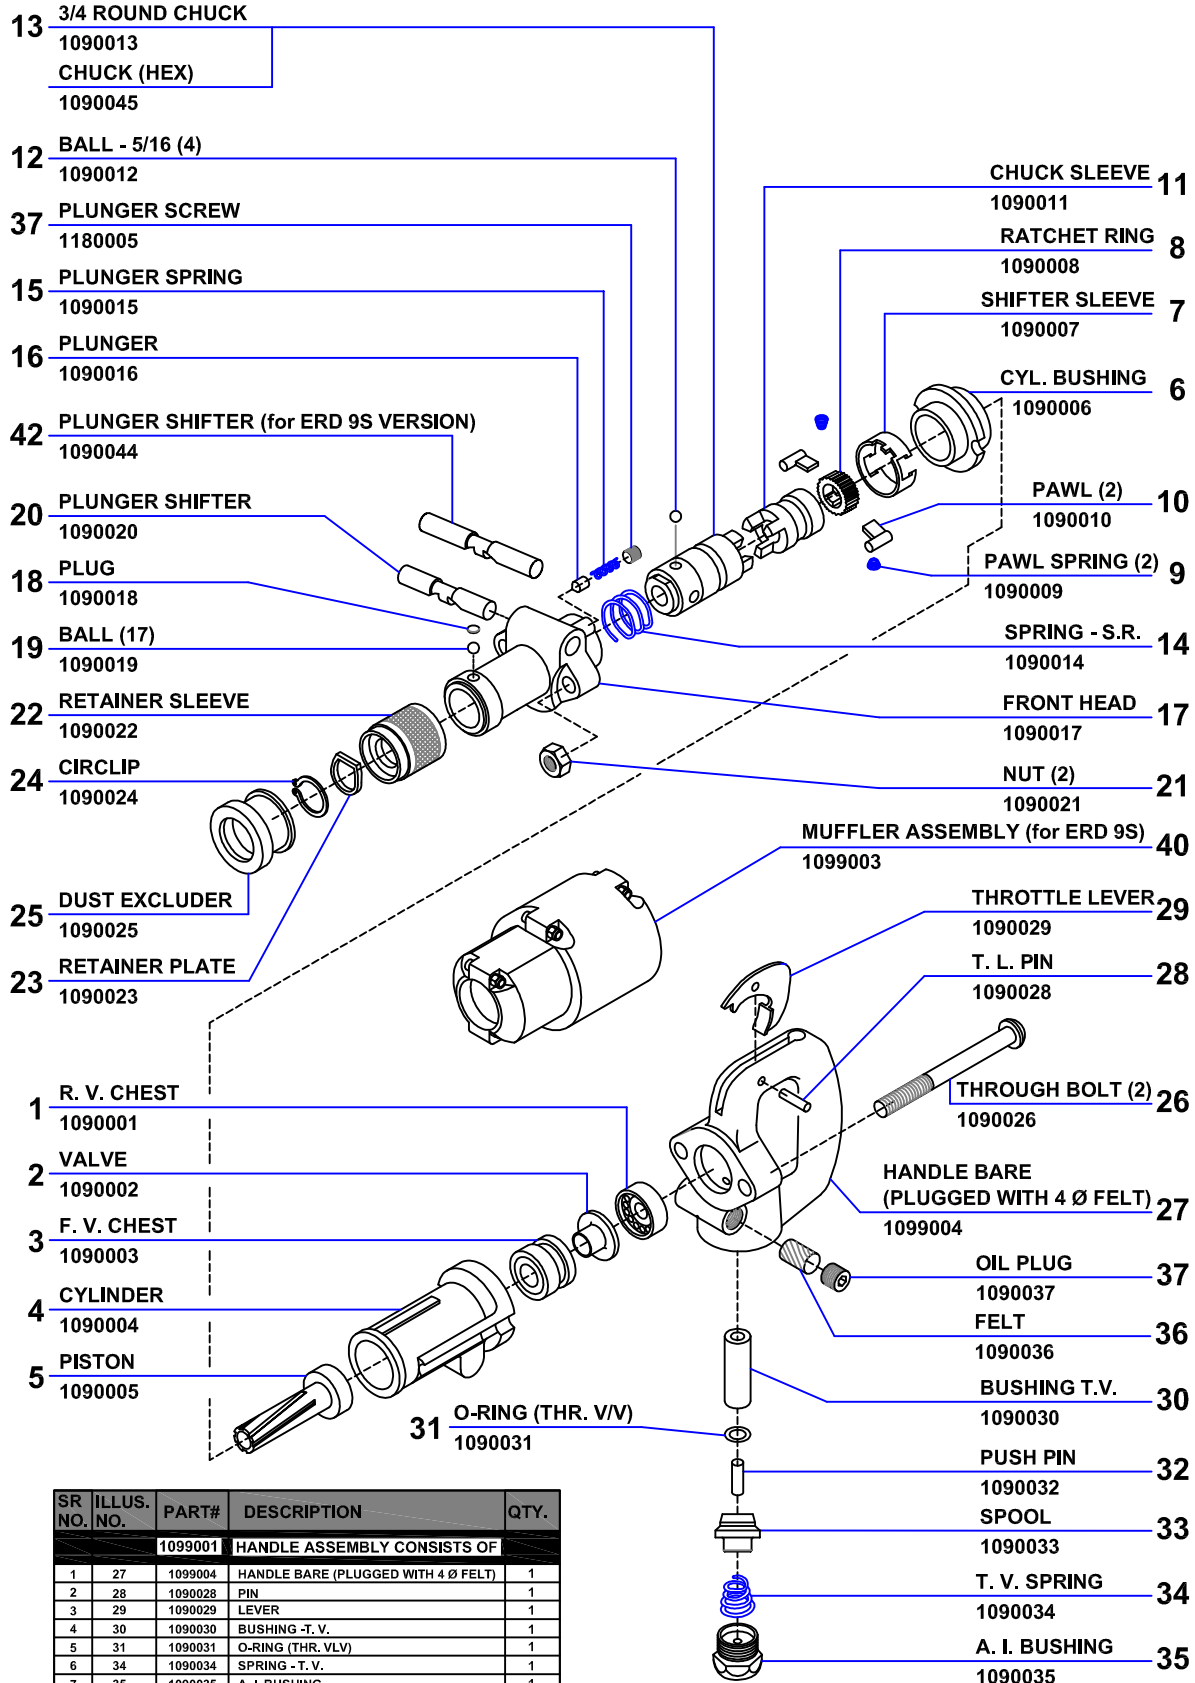 13 3/4 ROUND CHUCK
1090013
CHUCK (HEX)
1090045
12 BALL - 5/16 (4)
1090012
37 PLUNGER SCREW
1180005
15 PLUNGER SPRING
1090015
16 PLUNGER
1090016
42 PLUNGER SHIFTER (for ERD 9S VERSION)
1090044
20 PLUNGER SHIFTER
1090020
18 PLUG
1090018
19 BALL (17)
1090019
22 RETAINER SLEEVE
1090022
24 CIRCLIP
1090024
25 DUST EXCLUDER
1090025
23 RETAINER PLATE
1090023
CHUCK SLEEVE 11
1090011
RATCHET RING 8
1090008
SHIFTER SLEEVE 7
1090007
CYL. BUSHING 6
1090006
PAWL (2) 10
1090010
PAWL SPRING (2) 9
1090009
SPRING - S.R. 14
1090014
FRONT HEAD 17
1090017
NUT (2) 21
1090021
MUFFLER ASSEMBLY (for ERD 9S) 40
1099003
THROTTLE LEVER 29
1090029
T. L. PIN 28
1090028
THROUGH BOLT (2) 26
1090026
HANDLE BARE
(PLUGGED WITH 4 Ø FELT) 27
1099004
OIL PLUG 37
1090037
FELT 36
1090036
BUSHING T.V. 30
1090030
PUSH PIN 32
1090032
SPOOL 33
1090033
T. V. SPRING 34
1090034
A. I. BUSHING 35
1090035
1 R. V. CHEST
1090001
2 VALVE
1090002
3 F. V. CHEST
1090003
4 CYLINDER
1090004
5 PISTON
1090005
31 O-RING (THR. V/V)
1090031
SR NO. ILLUS. NO. PART# DESCRIPTION QTY.
1099001 HANDLE ASSEMBLY CONSISTS OF
1 27 1099004 HANDLE BARE (PLUGGED WITH 4 Ø FELT) 1
2 28 1090028 PIN 1
3 29 1090029 LEVER 1
4 30 1090030 BUSHING -T. V. 1
5 31 1090031 O-RING (THR. VLV) 1
6 34 1090034 SPRING - T. V. 1
7 35 1090035 A. I. BUSHING 1